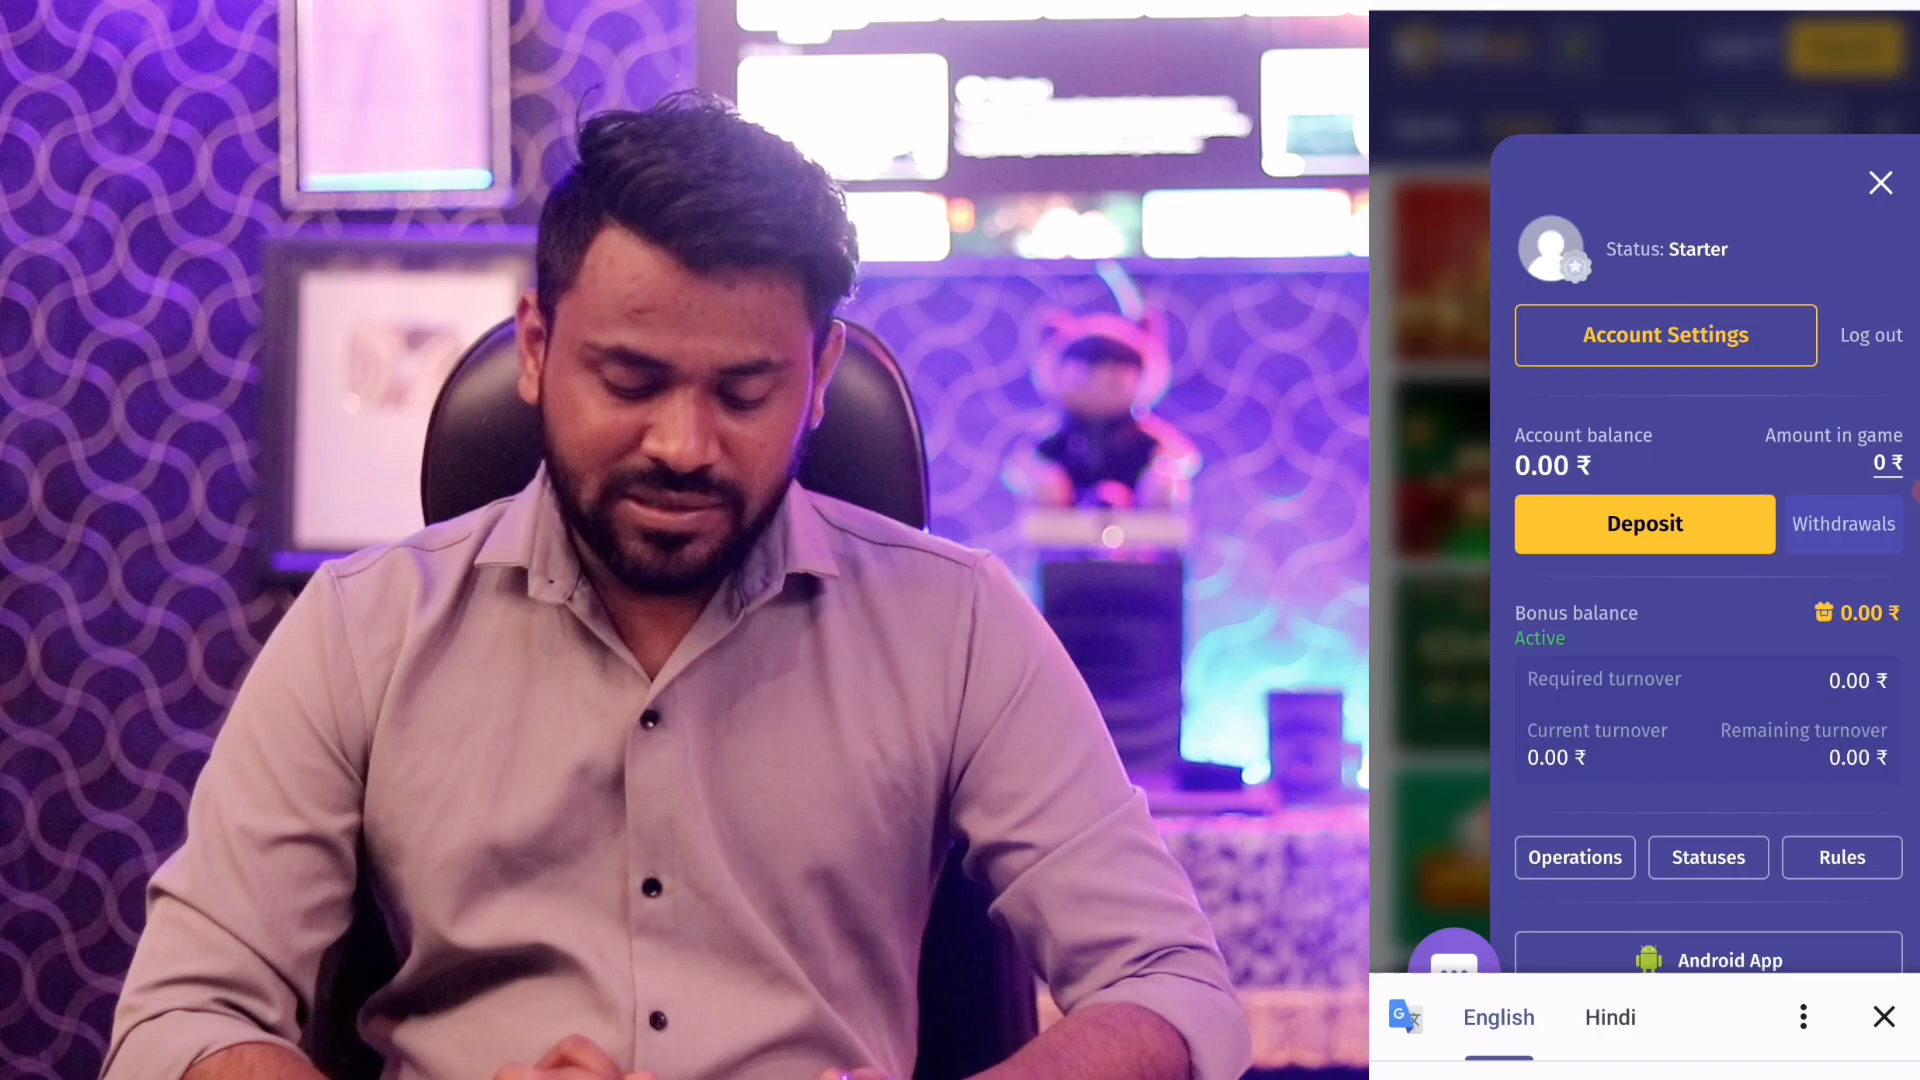 Status: Starter
Account Settings
Log out
Account balance
Amount in game
0.00 ₹
0 ₹
Deposit
Withdrawals
Bonus balance
0.00 ₹
Active
Required turnover
0.00 ₹
Current turnover
Remaining turnover
0.00 ₹
0.00 ₹
Operations
Statuses
Rules
Android App
English
Hindi